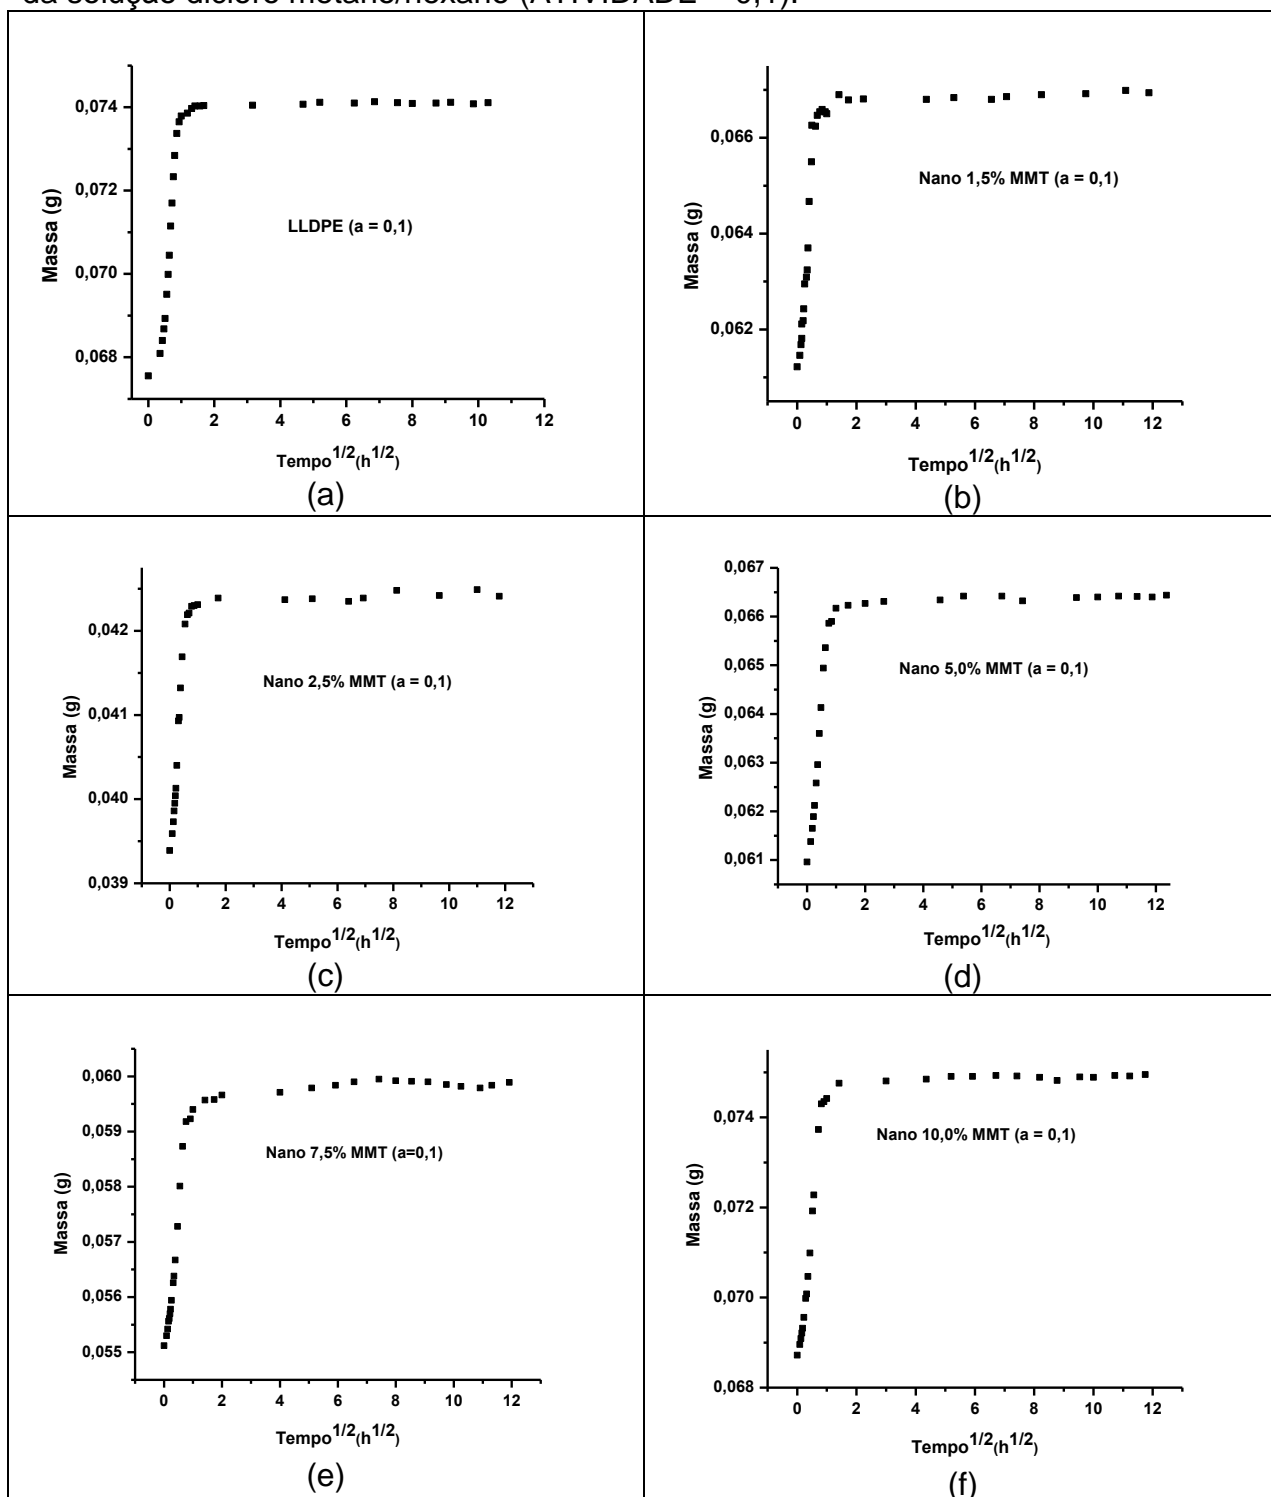 da solução dicloro metano/hexano (ATIVIDADE = 0,1).
0,074
0,072
0,070
0,068
Massa (g)
LLDPE (a = 0,1)
0 2 4 6 8 10 12
Tempo1/2(h1/2)
(a)
0,066
0,064
0,062
Massa (g)
Nano 1,5% MMT (a = 0,1)
0 2 4 6 8 10 12
Tempo1/2(h1/2)
(b)
0,042
0,041
0,040
0,039
Massa (g)
Nano 2,5% MMT (a = 0,1)
0 2 4 6 8 10 12
Tempo1/2(h1/2)
(c)
0,067
0,066
0,065
0,064
0,063
0,062
0,061
Massa (g)
Nano 5,0% MMT (a = 0,1)
0 2 4 6 8 10 12
Tempo1/2(h1/2)
(d)
0,060
0,059
0,058
0,057
0,056
0,055
Massa (g)
Nano 7,5% MMT (a=0,1)
0 2 4 6 8 10 12
Tempo1/2(h1/2)
(e)
0,074
0,072
0,070
0,068
Massa (g)
Nano 10,0% MMT (a = 0,1)
0 2 4 6 8 10 12
Tempo1/2(h1/2)
(f)